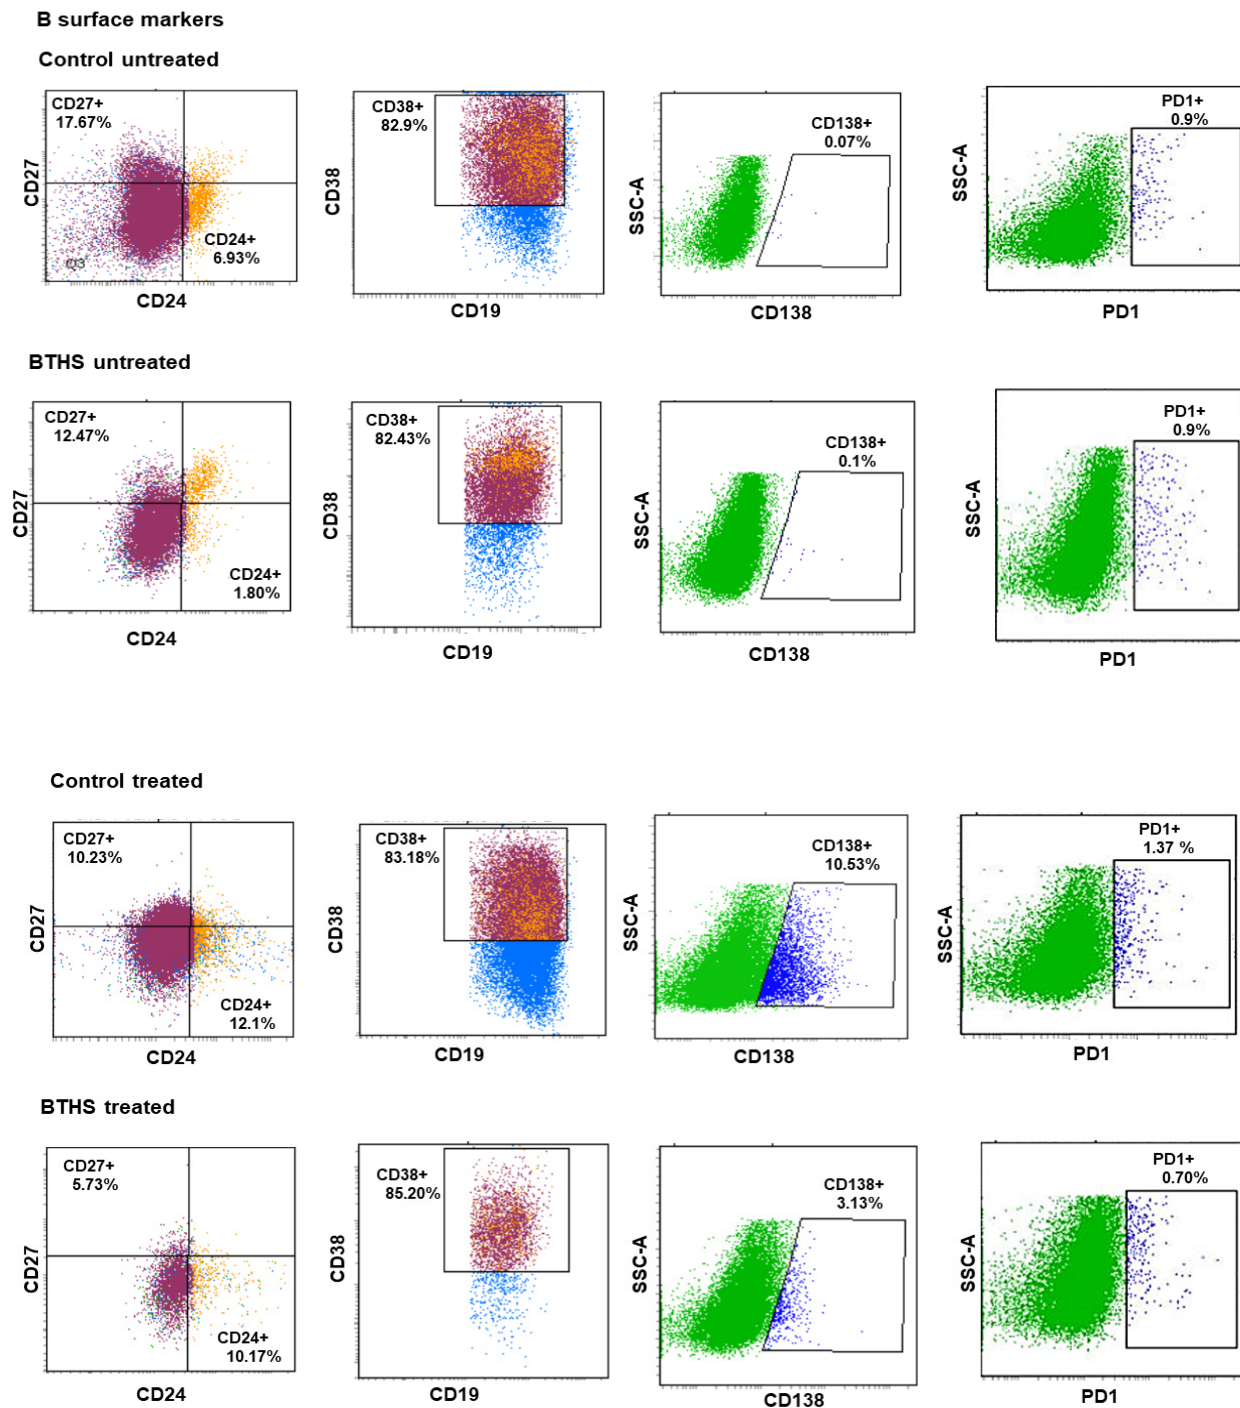 B surface markers
Control untreated
CD27+
17.67%
CD27
Q3
CD24+
6.93%
CD24
CD38+
82.9%
CD38
CD19
CD138+
0.07%
SSC-A
CD138
PD1+
0.9%
SSC-A
PD1
BTHS untreated
CD27+
12.47%
CD27
CD24+
1.80%
CD24
CD38+
82.43%
CD38
CD19
CD138+
0.1%
SSC-A
CD138
PD1+
0.9%
SSC-A
PD1
Control treated
CD27+
10.23%
CD27
CD24+
12.1%
CD24
CD38+
83.18%
CD38
CD19
CD138+
10.53%
SSC-A
CD138
PD1+
1.37 %
SSC-A
PD1
BTHS treated
CD27+
5.73%
CD27
CD24+
10.17%
CD24
CD38+
85.20%
CD38
CD19
CD138+
3.13%
SSC-A
CD138
PD1+
0.70%
SSC-A
PD1